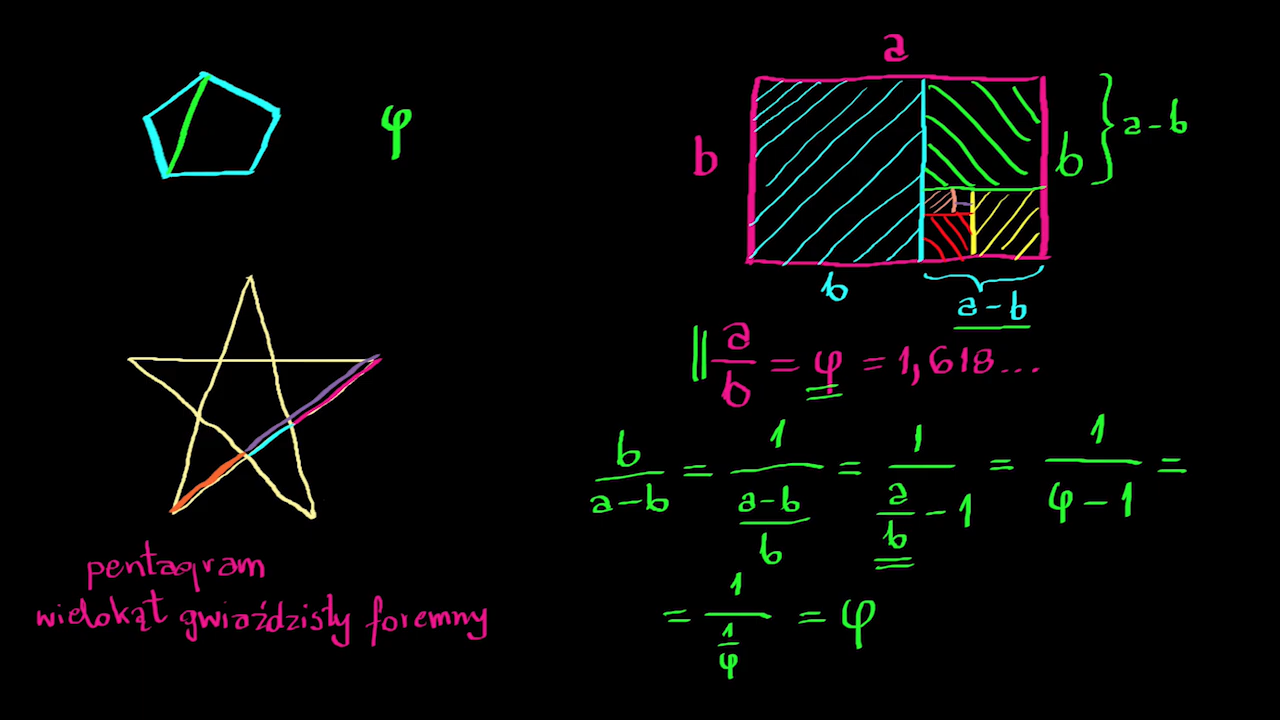 φ
pentagram
wielokąt gwiaździsty foremny
a
b
b } a-b
b
a-b
a/b = φ = 1,618...
b/(a-b) = 1/((a-b)/b) = 1/(a/b - 1) = 1/(φ-1) =
= 1/(1/φ) = φ